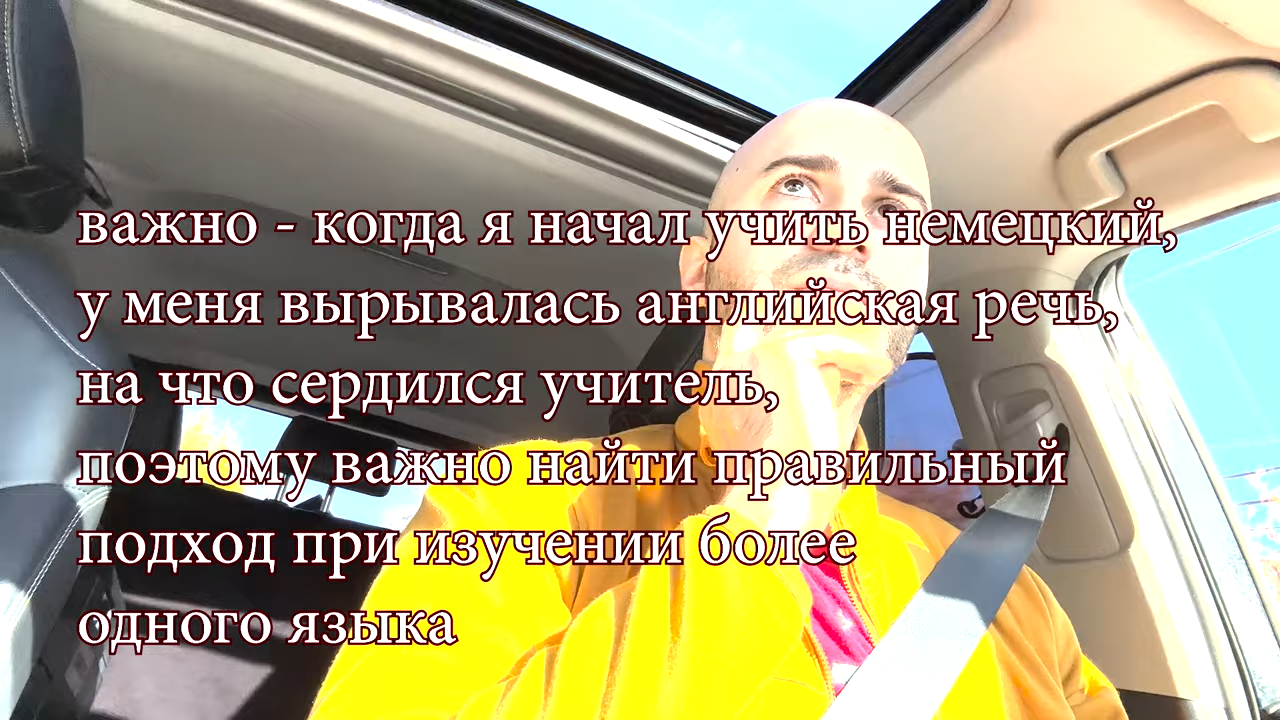 важно - когда я начал учить немецкий,
у меня вырывалась английская речь,
на что сердился учитель,
поэтому важно найти правильный
подход при изучении более
одного языка